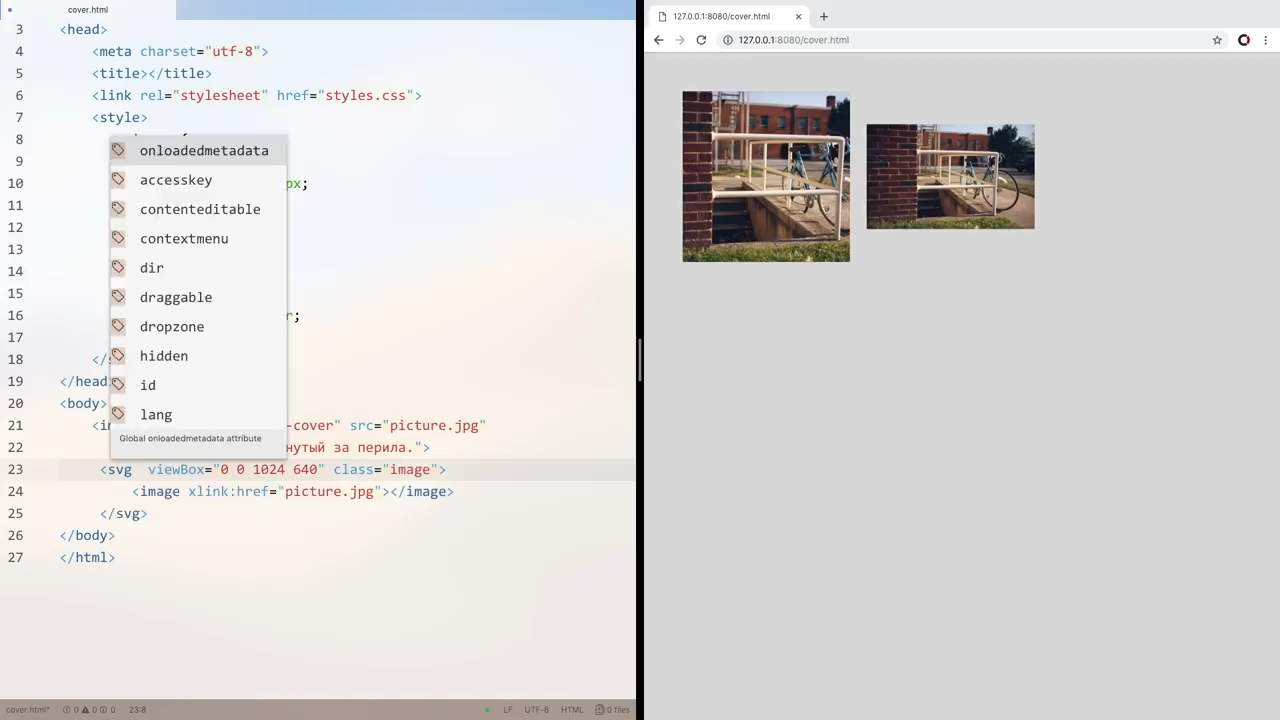 cover.html
3 <head>
4 <meta charset="utf-8">
5 <title></title>
6 <link rel="stylesheet" href="styles.css">
7 <style>
8
9
10 px;
11
12
13
14
15
16 r;
17
18 </
19 </head
20 <body>
21 -cover" src="picture.jpg"
22 нутый за перила.">
23 <svg viewBox="0 0 1024 640" class="image">
24 <image xlink:href="picture.jpg"></image>
25 </svg>
26 </body>
27 </html>
onloadedmetadata
accesskey
contenteditable
contextmenu
dir
draggable
dropzone
hidden
id
lang
Global onloadedmetadata attribute
cover.html* 0 0 0 23:8 LF UTF-8 HTML 0 files
127.0.0.1:8080/cover.html
127.0.0.1:8080/cover.html